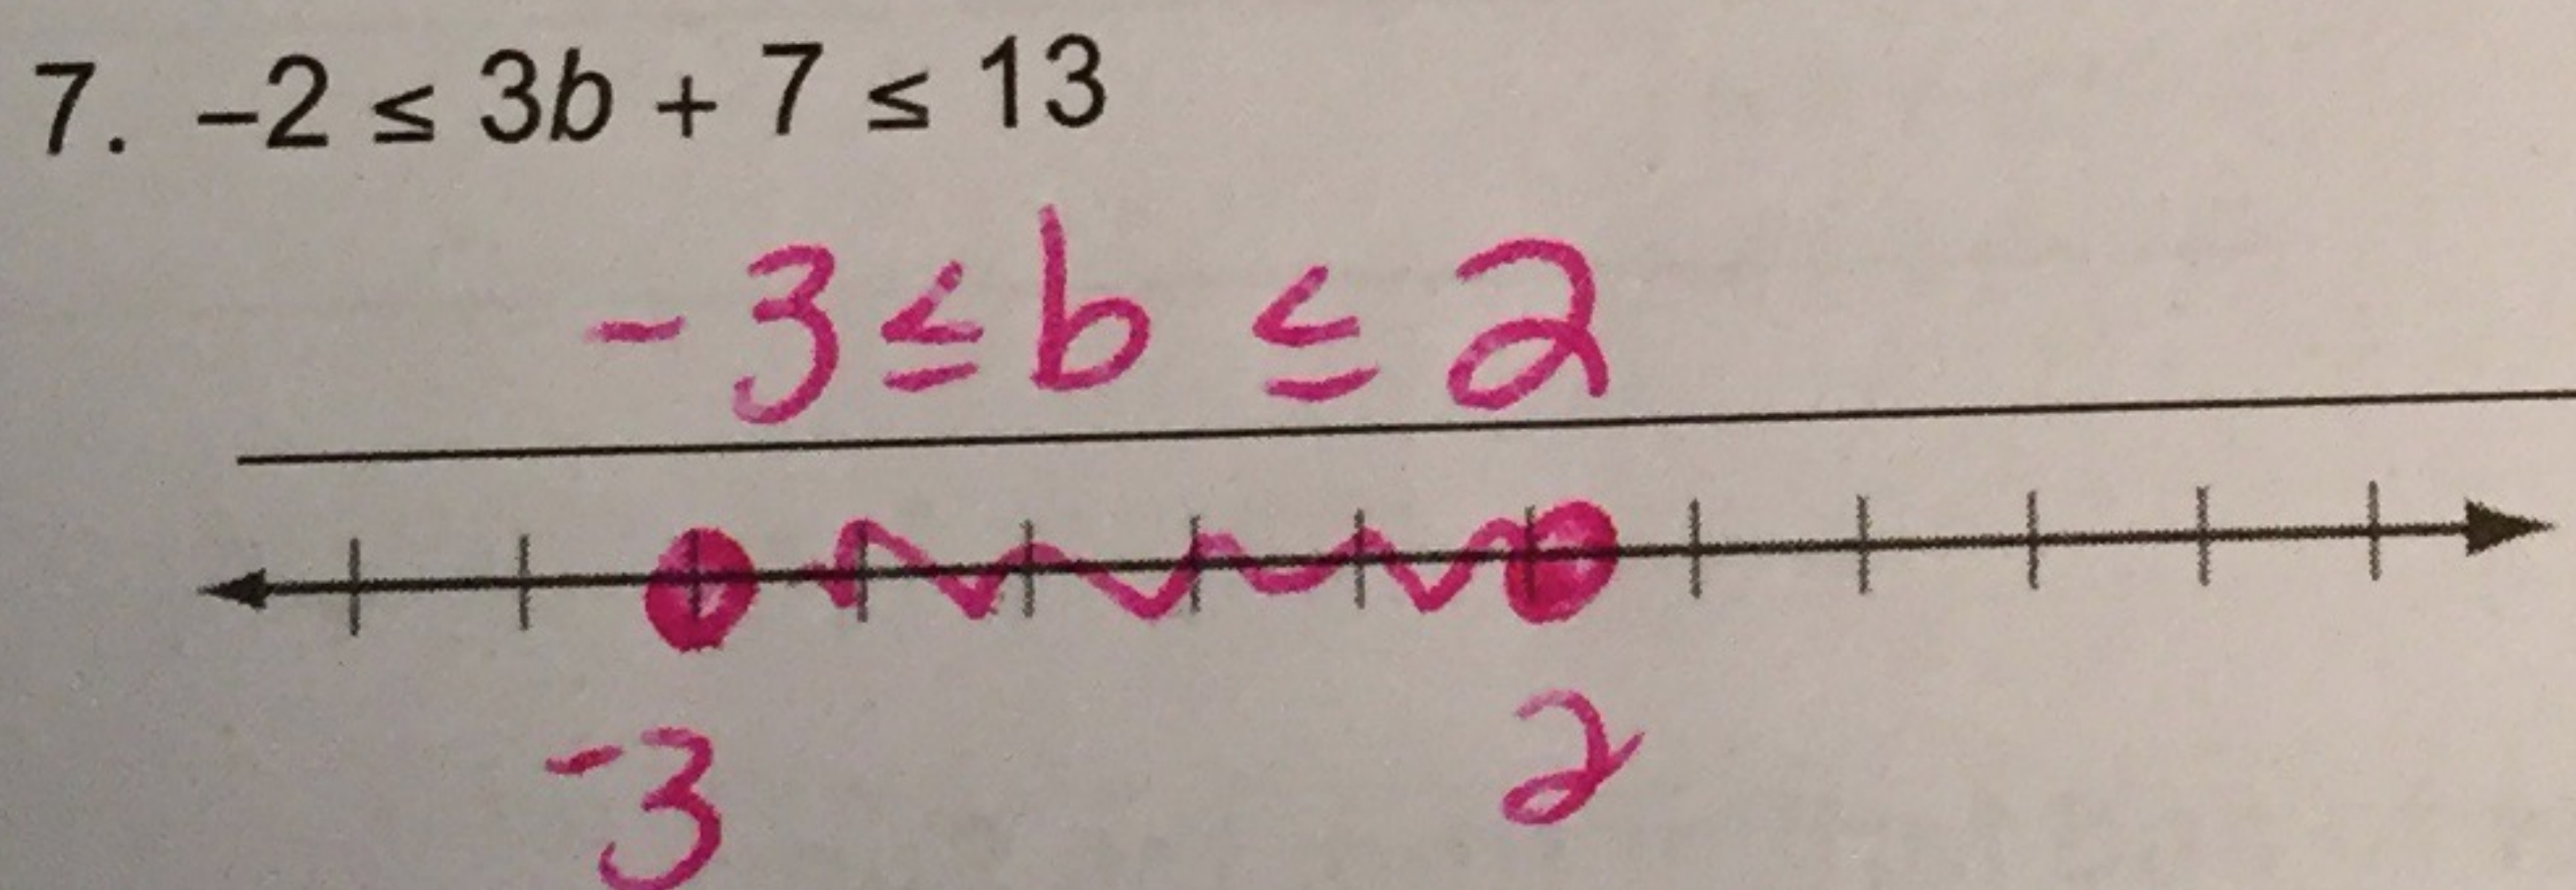 7. –2 ≤ 3b + 7 ≤ 13
-3 ≤ b ≤ 2
-3 2